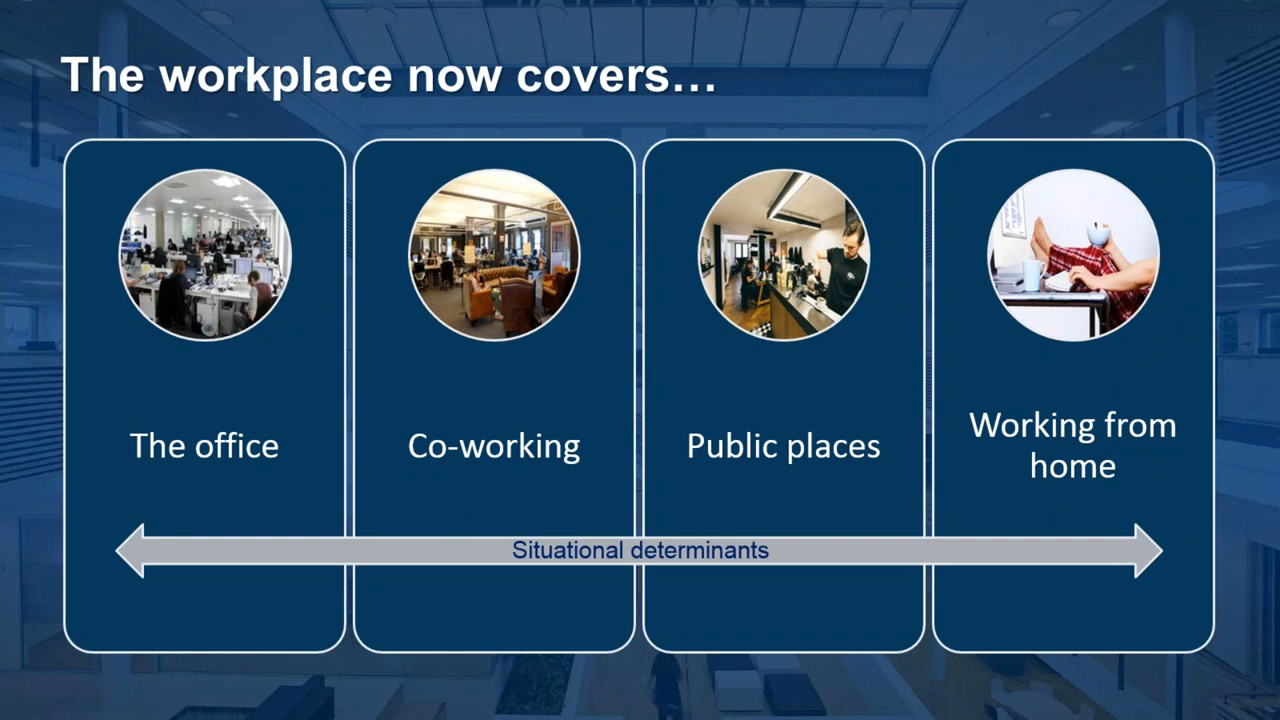 The workplace now covers…
The office
Co-working
Public places
Working from
home
Situational determinants